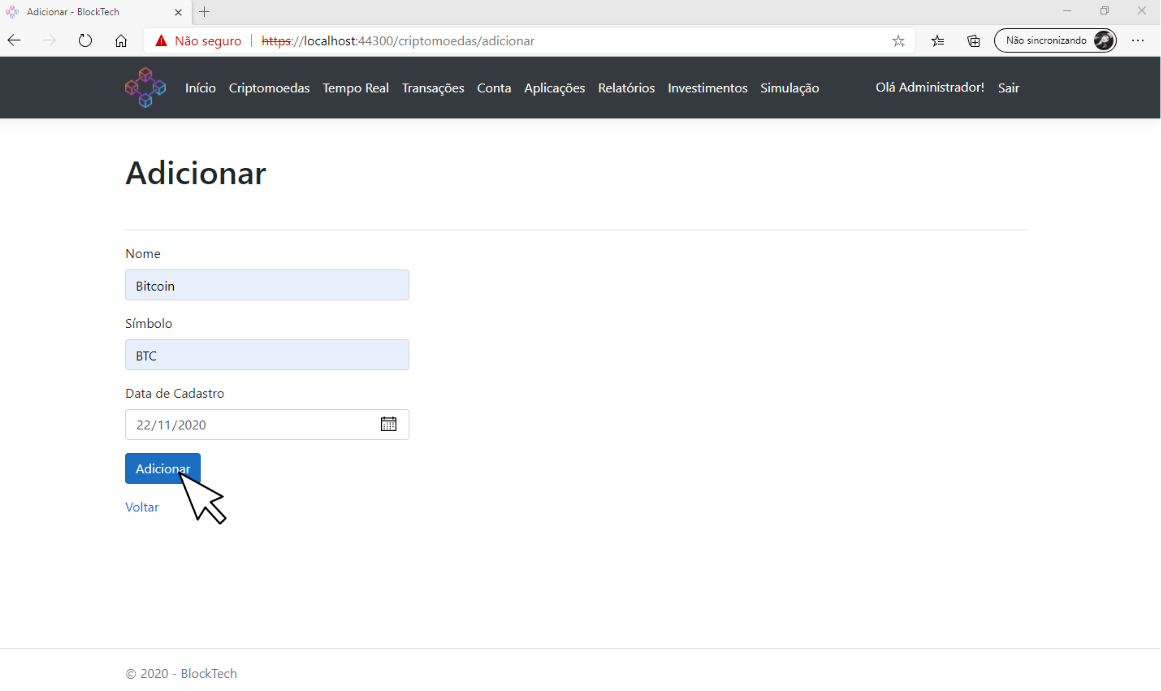 Adicionar - BlockTech
Não seguro https://localhost:44300/criptomoedas/adicionar Não sincronizando
Início Criptomoedas Tempo Real Transações Conta Aplicações Relatórios Investimentos Simulação Olá Administrador! Sair
Adicionar
Nome
Bitcoin
Símbolo
BTC
Data de Cadastro
22/11/2020
Adicionar
Voltar
© 2020 - BlockTech